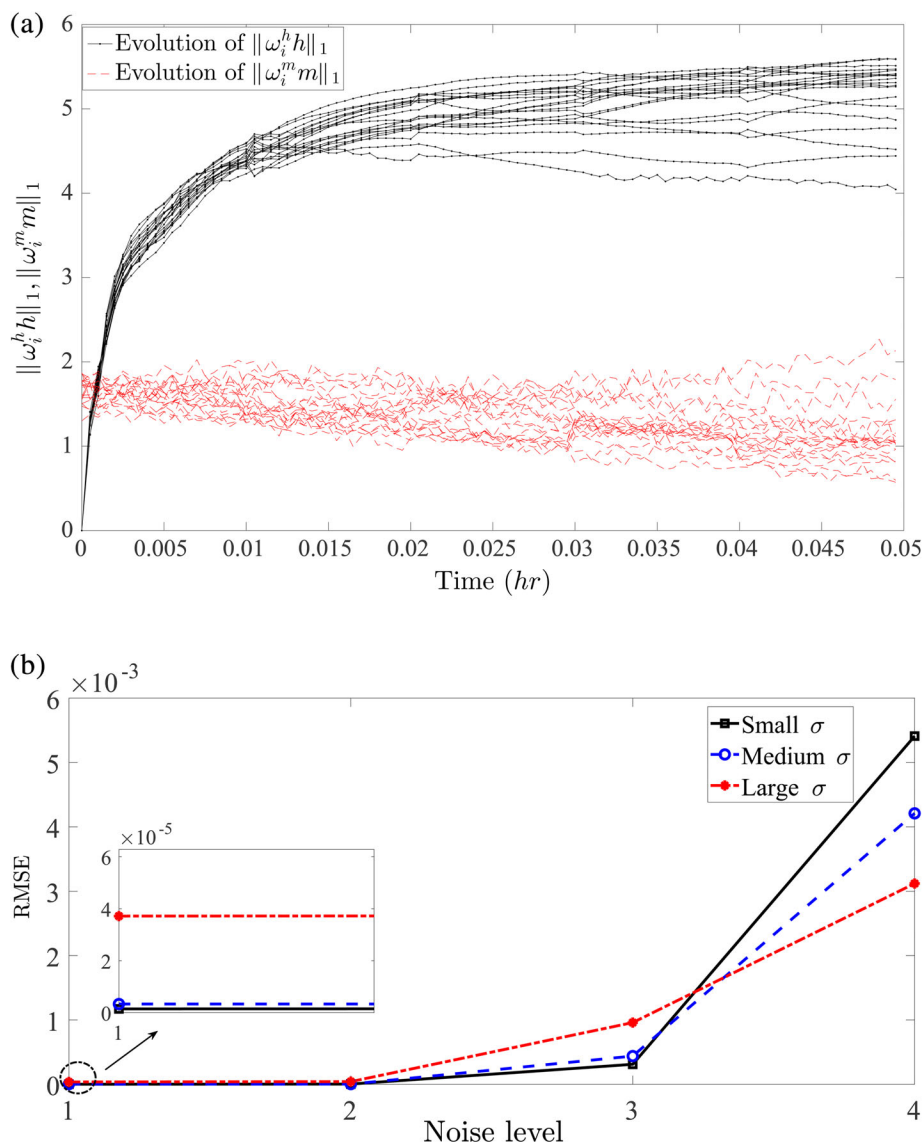 (a)
6
5
4
3
2
1
0
‖ω_i^h h‖_1, ‖ω_i^m m‖_1
Evolution of ‖ω_i^h h‖_1
Evolution of ‖ω_i^m m‖_1
0 0.005 0.01 0.015 0.02 0.025 0.03 0.035 0.04 0.045 0.05
Time (hr)
(b)
×10^-3
6
5
4
3
2
1
0
RMSE
Small σ
Medium σ
Large σ
×10^-5
6
4
2
0
1
1 2 3 4
Noise level